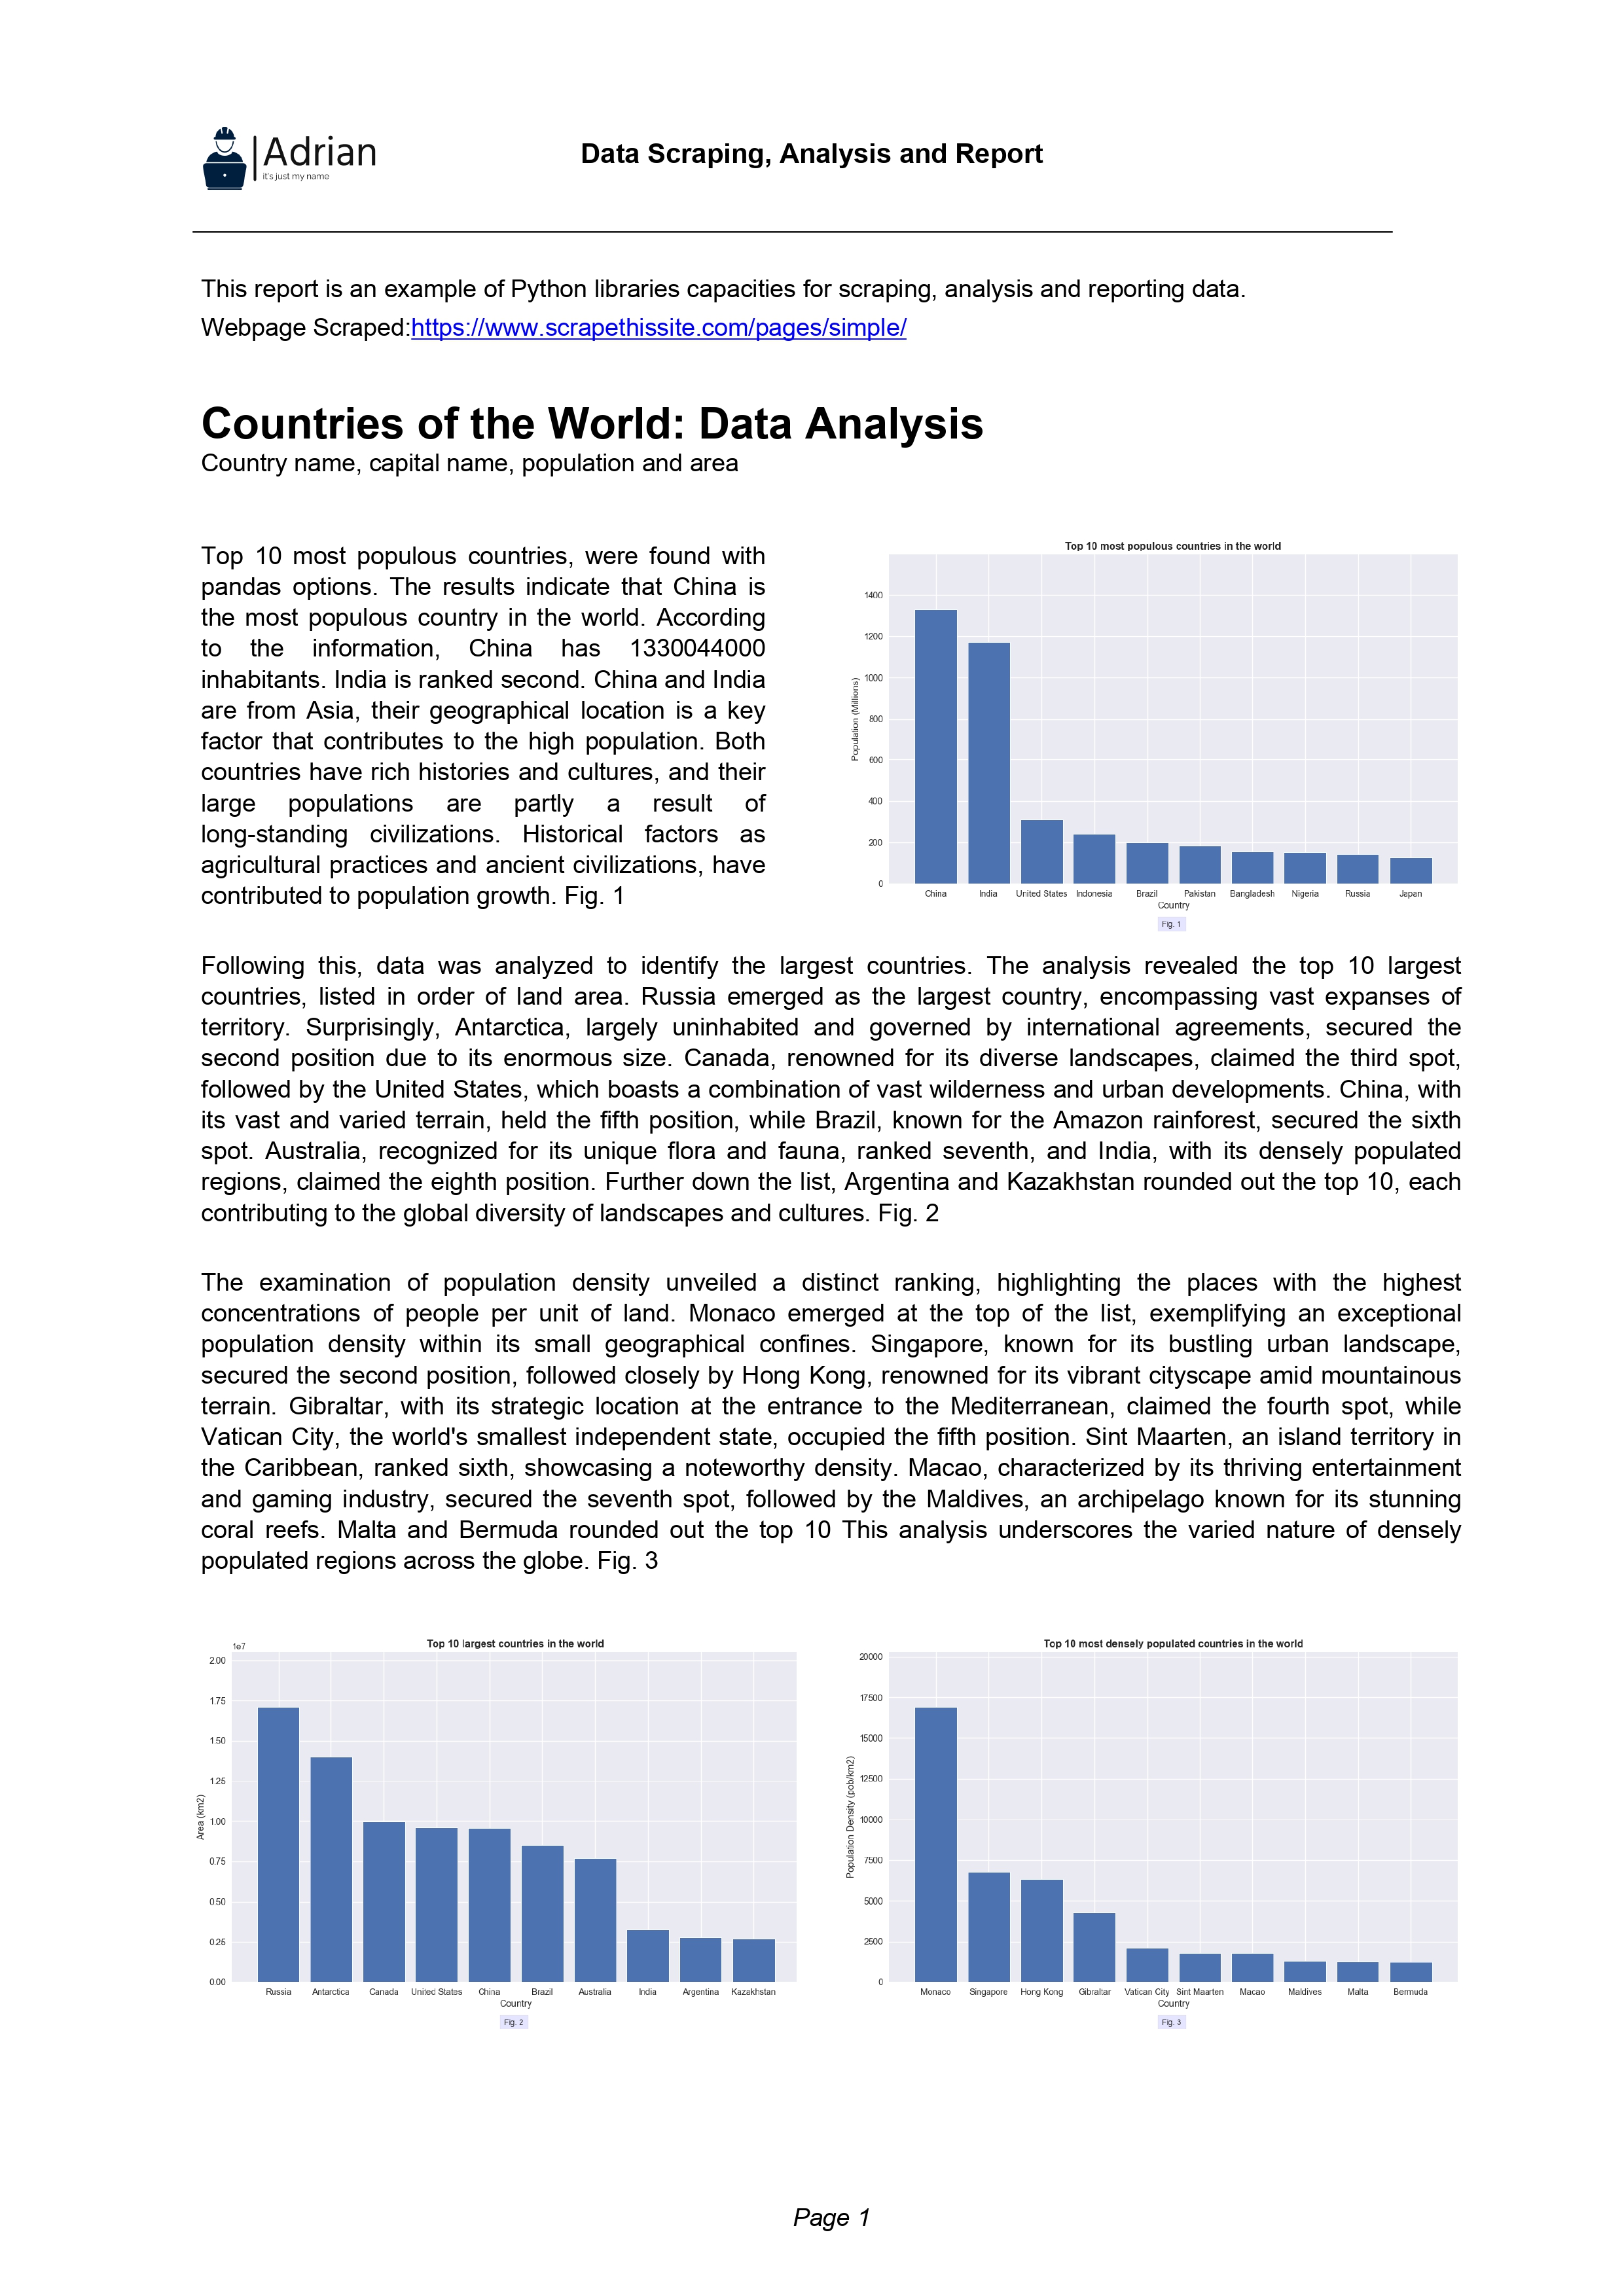 Adrian
it's just my name
Data Scraping, Analysis and Report
This report is an example of Python libraries capacities for scraping, analysis and reporting data.
Webpage Scraped:https://www.scrapethissite.com/pages/simple/
Countries of the World: Data Analysis
Country name, capital name, population and area
Top 10 most populous countries, were found with
pandas options. The results indicate that China is
the most populous country in the world. According
to the information, China has 1330044000
inhabitants. India is ranked second. China and India
are from Asia, their geographical location is a key
factor that contributes to the high population. Both
countries have rich histories and cultures, and their
large populations are partly a result of
long-standing civilizations. Historical factors as
agricultural practices and ancient civilizations, have
contributed to population growth. Fig. 1
Top 10 most populous countries in the world
1400
1200
1000
800
600
400
200
0
Population (Millions)
China India United States Indonesia Brazil Pakistan Bangladesh Nigeria Russia Japan
Country
Fig. 1
Following this, data was analyzed to identify the largest countries. The analysis revealed the top 10 largest
countries, listed in order of land area. Russia emerged as the largest country, encompassing vast expanses of
territory. Surprisingly, Antarctica, largely uninhabited and governed by international agreements, secured the
second position due to its enormous size. Canada, renowned for its diverse landscapes, claimed the third spot,
followed by the United States, which boasts a combination of vast wilderness and urban developments. China, with
its vast and varied terrain, held the fifth position, while Brazil, known for the Amazon rainforest, secured the sixth
spot. Australia, recognized for its unique flora and fauna, ranked seventh, and India, with its densely populated
regions, claimed the eighth position. Further down the list, Argentina and Kazakhstan rounded out the top 10, each
contributing to the global diversity of landscapes and cultures. Fig. 2
The examination of population density unveiled a distinct ranking, highlighting the places with the highest
concentrations of people per unit of land. Monaco emerged at the top of the list, exemplifying an exceptional
population density within its small geographical confines. Singapore, known for its bustling urban landscape,
secured the second position, followed closely by Hong Kong, renowned for its vibrant cityscape amid mountainous
terrain. Gibraltar, with its strategic location at the entrance to the Mediterranean, claimed the fourth spot, while
Vatican City, the world's smallest independent state, occupied the fifth position. Sint Maarten, an island territory in
the Caribbean, ranked sixth, showcasing a noteworthy density. Macao, characterized by its thriving entertainment
and gaming industry, secured the seventh spot, followed by the Maldives, an archipelago known for its stunning
coral reefs. Malta and Bermuda rounded out the top 10 This analysis underscores the varied nature of densely
populated regions across the globe. Fig. 3
Top 10 largest countries in the world
1e7
2.00
1.75
1.50
1.25
1.00
0.75
0.50
0.25
0.00
Area (km2)
Russia Antarctica Canada United States China Brazil Australia India Argentina Kazakhstan
Country
Fig. 2
Top 10 most densely populated countries in the world
20000
17500
15000
12500
10000
7500
5000
2500
0
Population Density (pob/km2)
Monaco Singapore Hong Kong Gibraltar Vatican City Sint Maarten Macao Maldives Malta Bermuda
Country
Fig. 3
Page 1